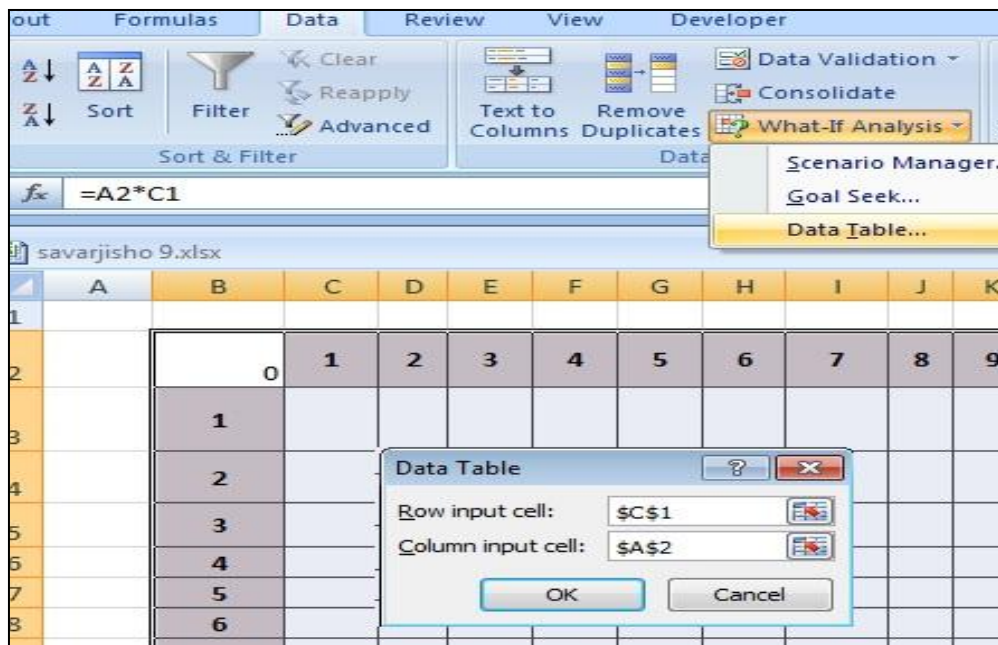 out Formulas Data Review View Developer
A Z
Z A
A Z
Z A
Sort
Filter
Clear
Reapply
Advanced
Text to Columns
Remove Duplicates
Data Validation
Consolidate
What-If Analysis
Sort & Filter
Data
Scenario Manager.
Goal Seek...
Data Table...
fx =A2*C1
savarjisho 9.xlsx
A B C D E F G H I J K
1
2 0 1 2 3 4 5 6 7 8 9
3 1
4 2
5 3
6 4
7 5
8 6
Data Table
Row input cell: $C$1
Column input cell: $A$2
OK Cancel